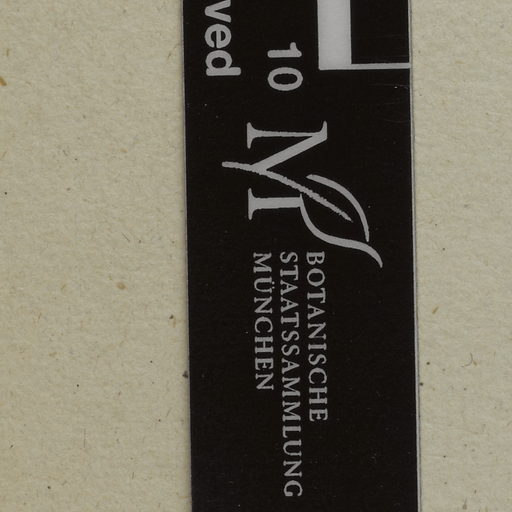 10
ved
BOTANISCHE
STAATSSAMMLUNG
MÜNCHEN